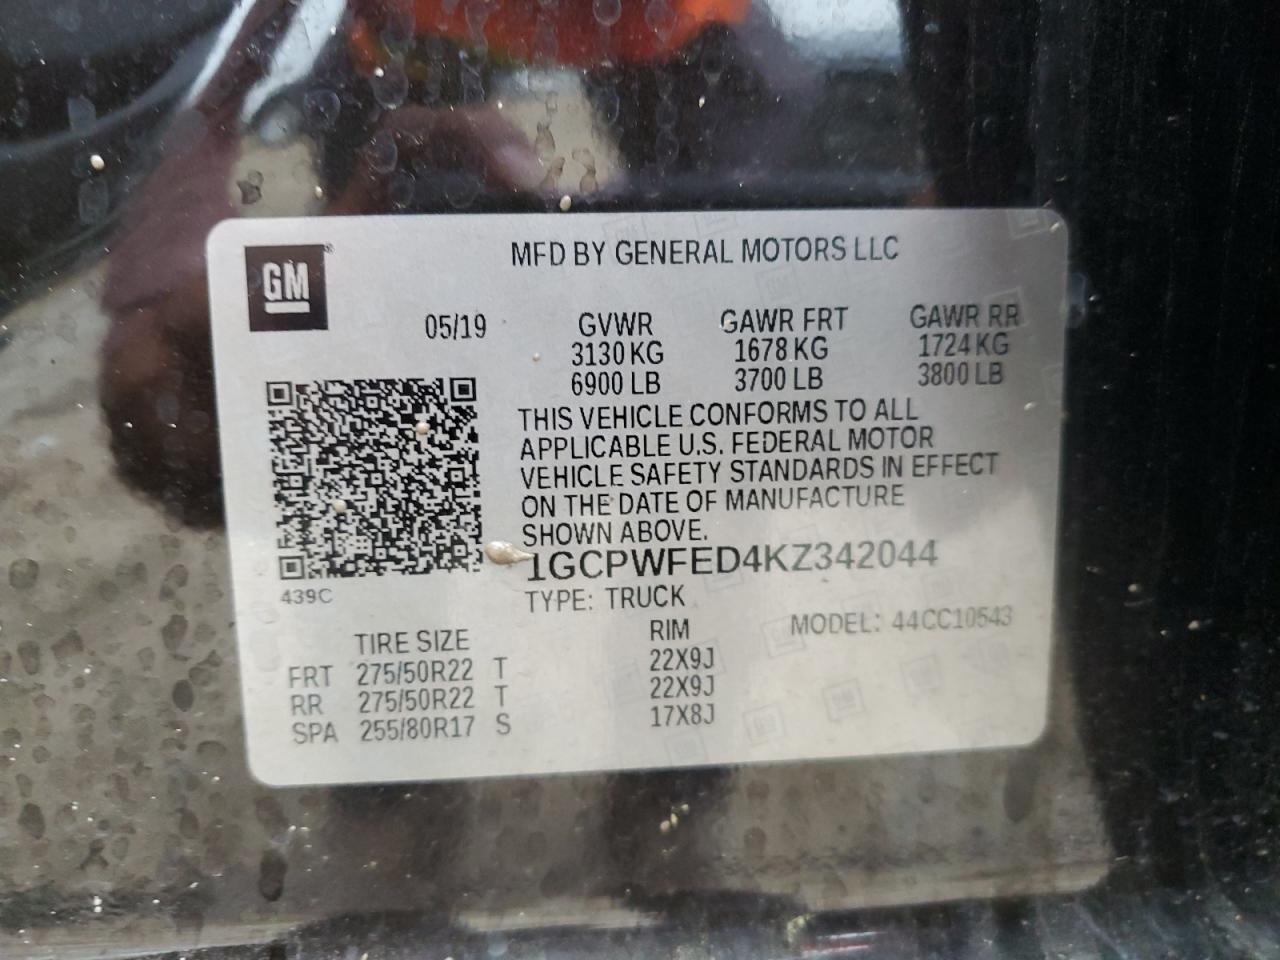 GM®
MFD BY GENERAL MOTORS LLC
05/19 GVWR GAWR FRT GAWR RR
3130 KG 1678 KG 1724 KG
6900 LB 3700 LB 3800 LB
THIS VEHICLE CONFORMS TO ALL
APPLICABLE U.S. FEDERAL MOTOR
VEHICLE SAFETY STANDARDS IN EFFECT
ON THE DATE OF MANUFACTURE
SHOWN ABOVE.
1GCPWFED4KZ342044
439C
TYPE: TRUCK
MODEL: 44CC10543
TIRE SIZE RIM
FRT 275/50R22 T 22X9J
RR 275/50R22 T 22X9J
SPA 255/80R17 S 17X8J